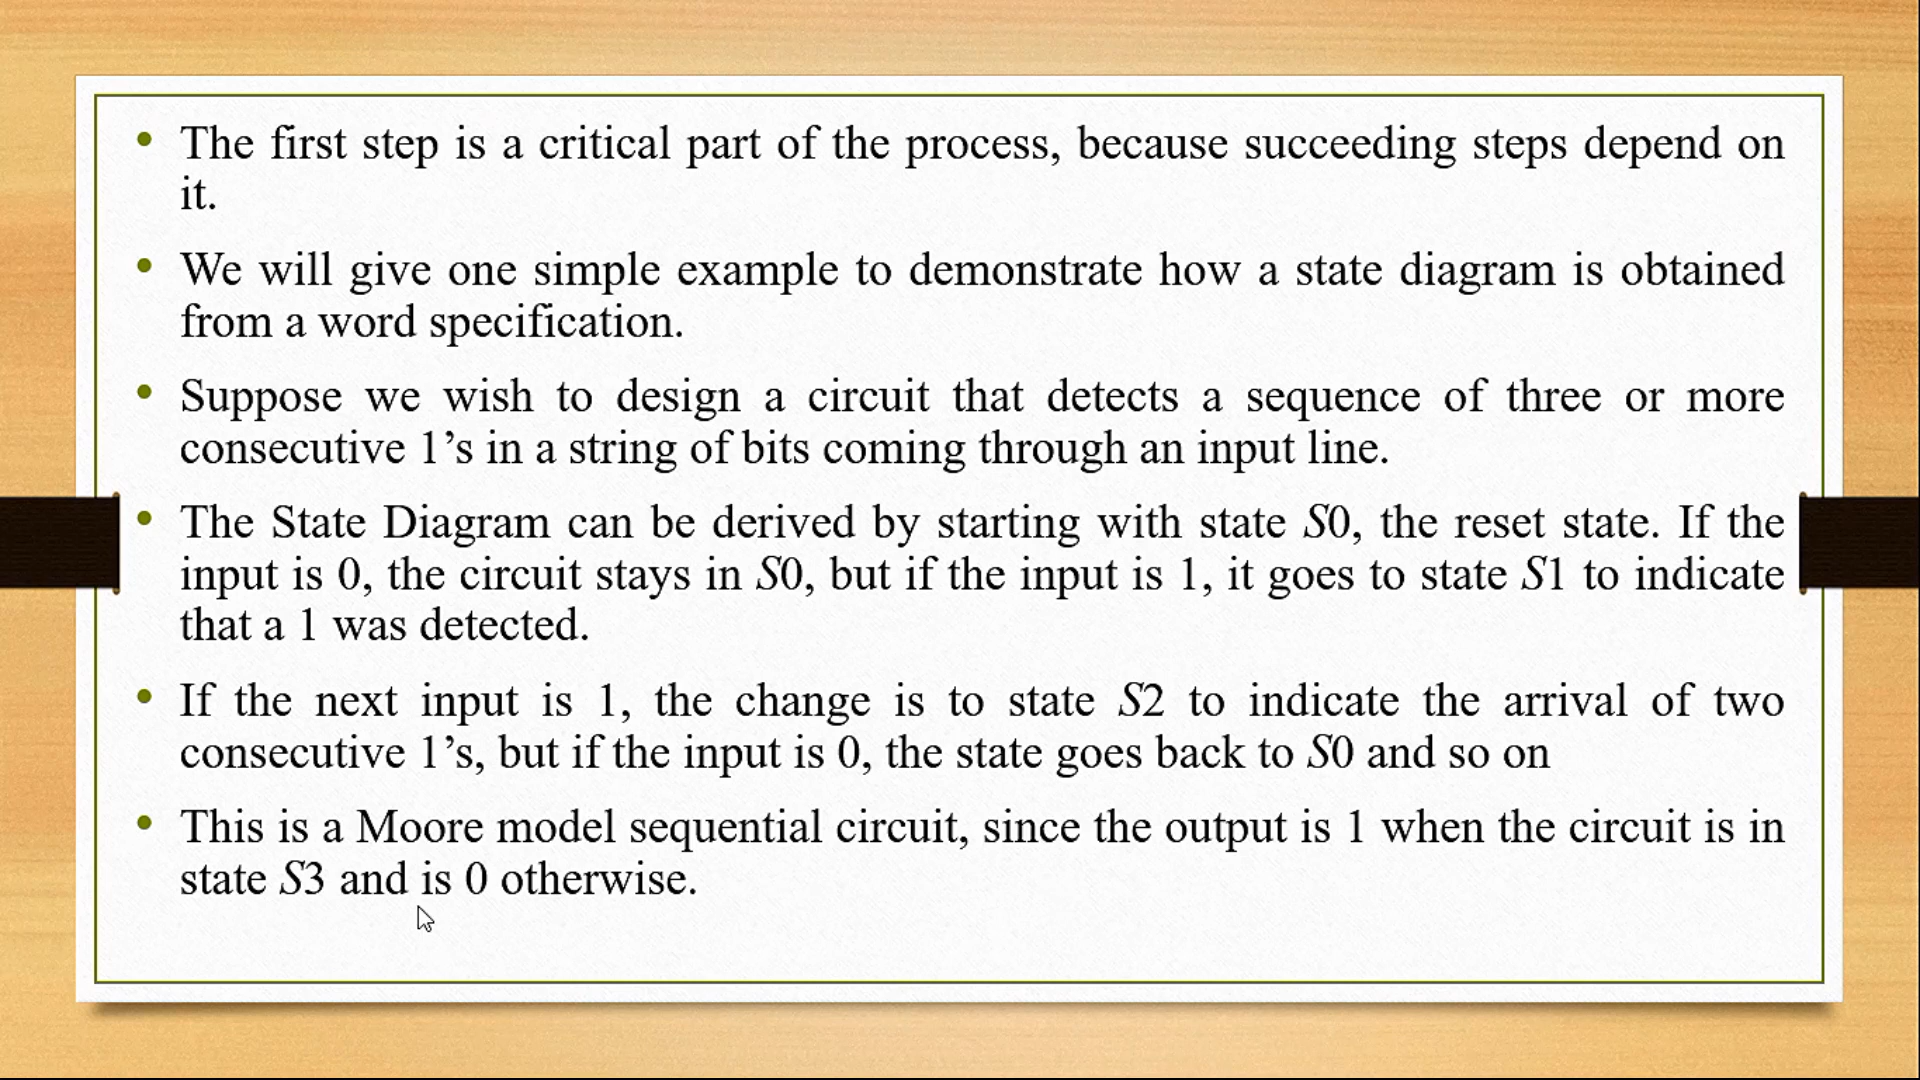 • The first step is a critical part of the process, because succeeding steps depend on
it.
• We will give one simple example to demonstrate how a state diagram is obtained
from a word specification.
• Suppose we wish to design a circuit that detects a sequence of three or more
consecutive 1’s in a string of bits coming through an input line.
• The State Diagram can be derived by starting with state S0, the reset state. If the
input is 0, the circuit stays in S0, but if the input is 1, it goes to state S1 to indicate
that a 1 was detected.
• If the next input is 1, the change is to state S2 to indicate the arrival of two
consecutive 1’s, but if the input is 0, the state goes back to S0 and so on
• This is a Moore model sequential circuit, since the output is 1 when the circuit is in
state S3 and is 0 otherwise.